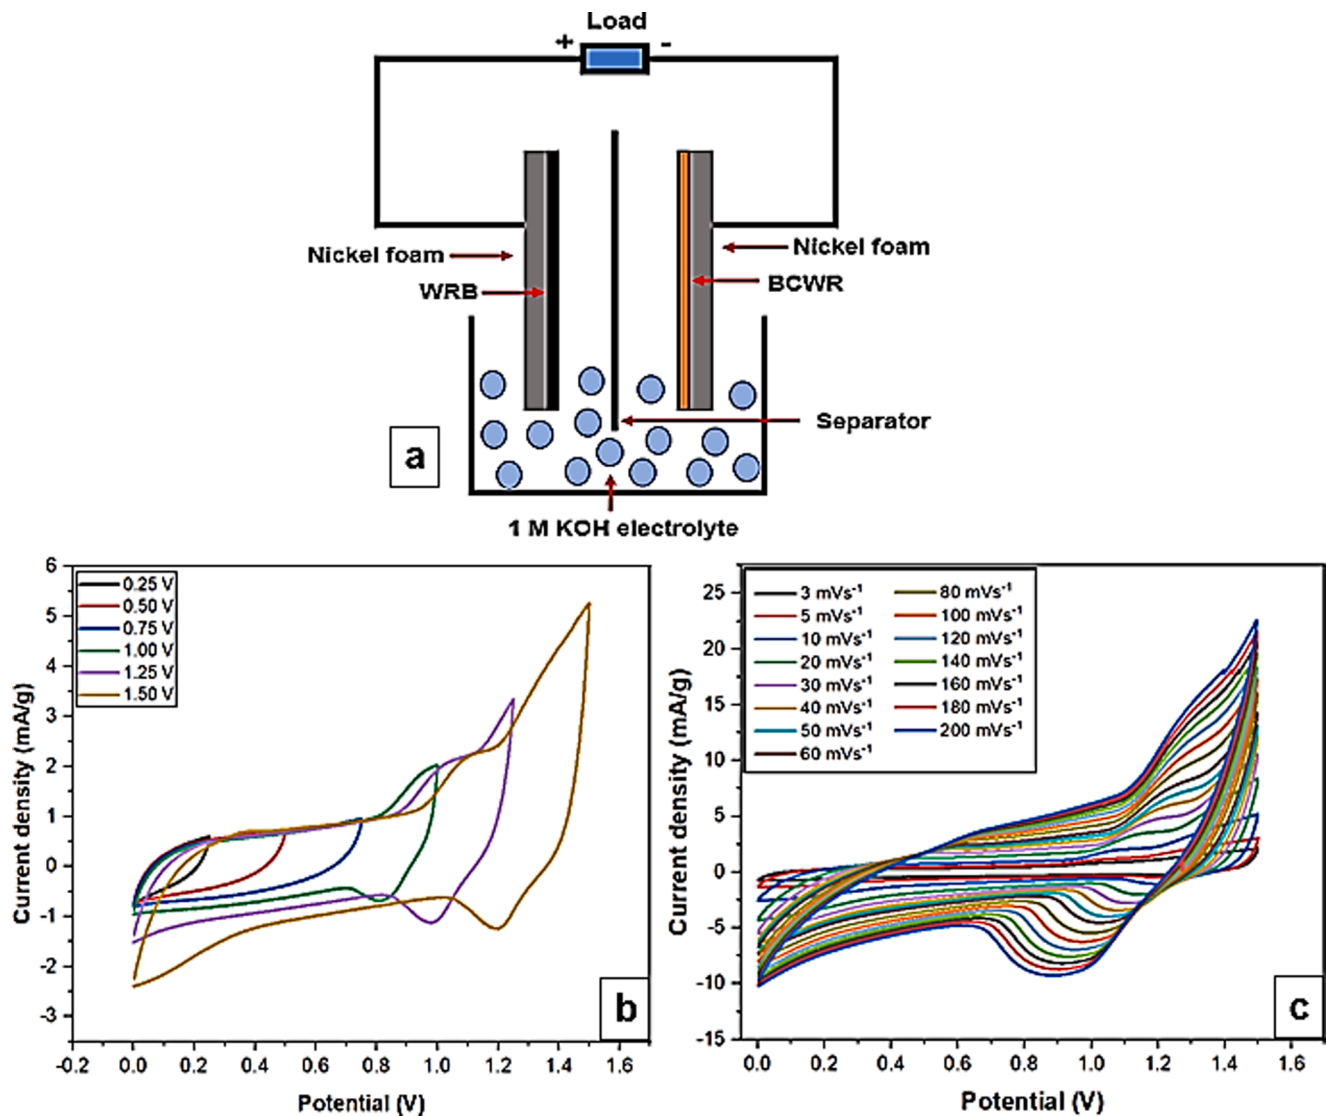 Load
+ -
Nickel foam
Nickel foam
WRB
BCWR
Separator
a
1 M KOH electrolyte
6
5
4
3
2
1
0
-1
-2
-3
Current density (mA/g)
0.25 V
0.50 V
0.75 V
1.00 V
1.25 V
1.50 V
b
-0.2 0.0 0.2 0.4 0.6 0.8 1.0 1.2 1.4 1.6
Potential (V)
25
20
15
10
5
0
-5
-10
-15
Current density (mA/g)
3 mVs⁻¹
5 mVs⁻¹
10 mVs⁻¹
20 mVs⁻¹
30 mVs⁻¹
40 mVs⁻¹
50 mVs⁻¹
60 mVs⁻¹
80 mVs⁻¹
100 mVs⁻¹
120 mVs⁻¹
140 mVs⁻¹
160 mVs⁻¹
180 mVs⁻¹
200 mVs⁻¹
c
0.0 0.2 0.4 0.6 0.8 1.0 1.2 1.4 1.6
Potential (V)